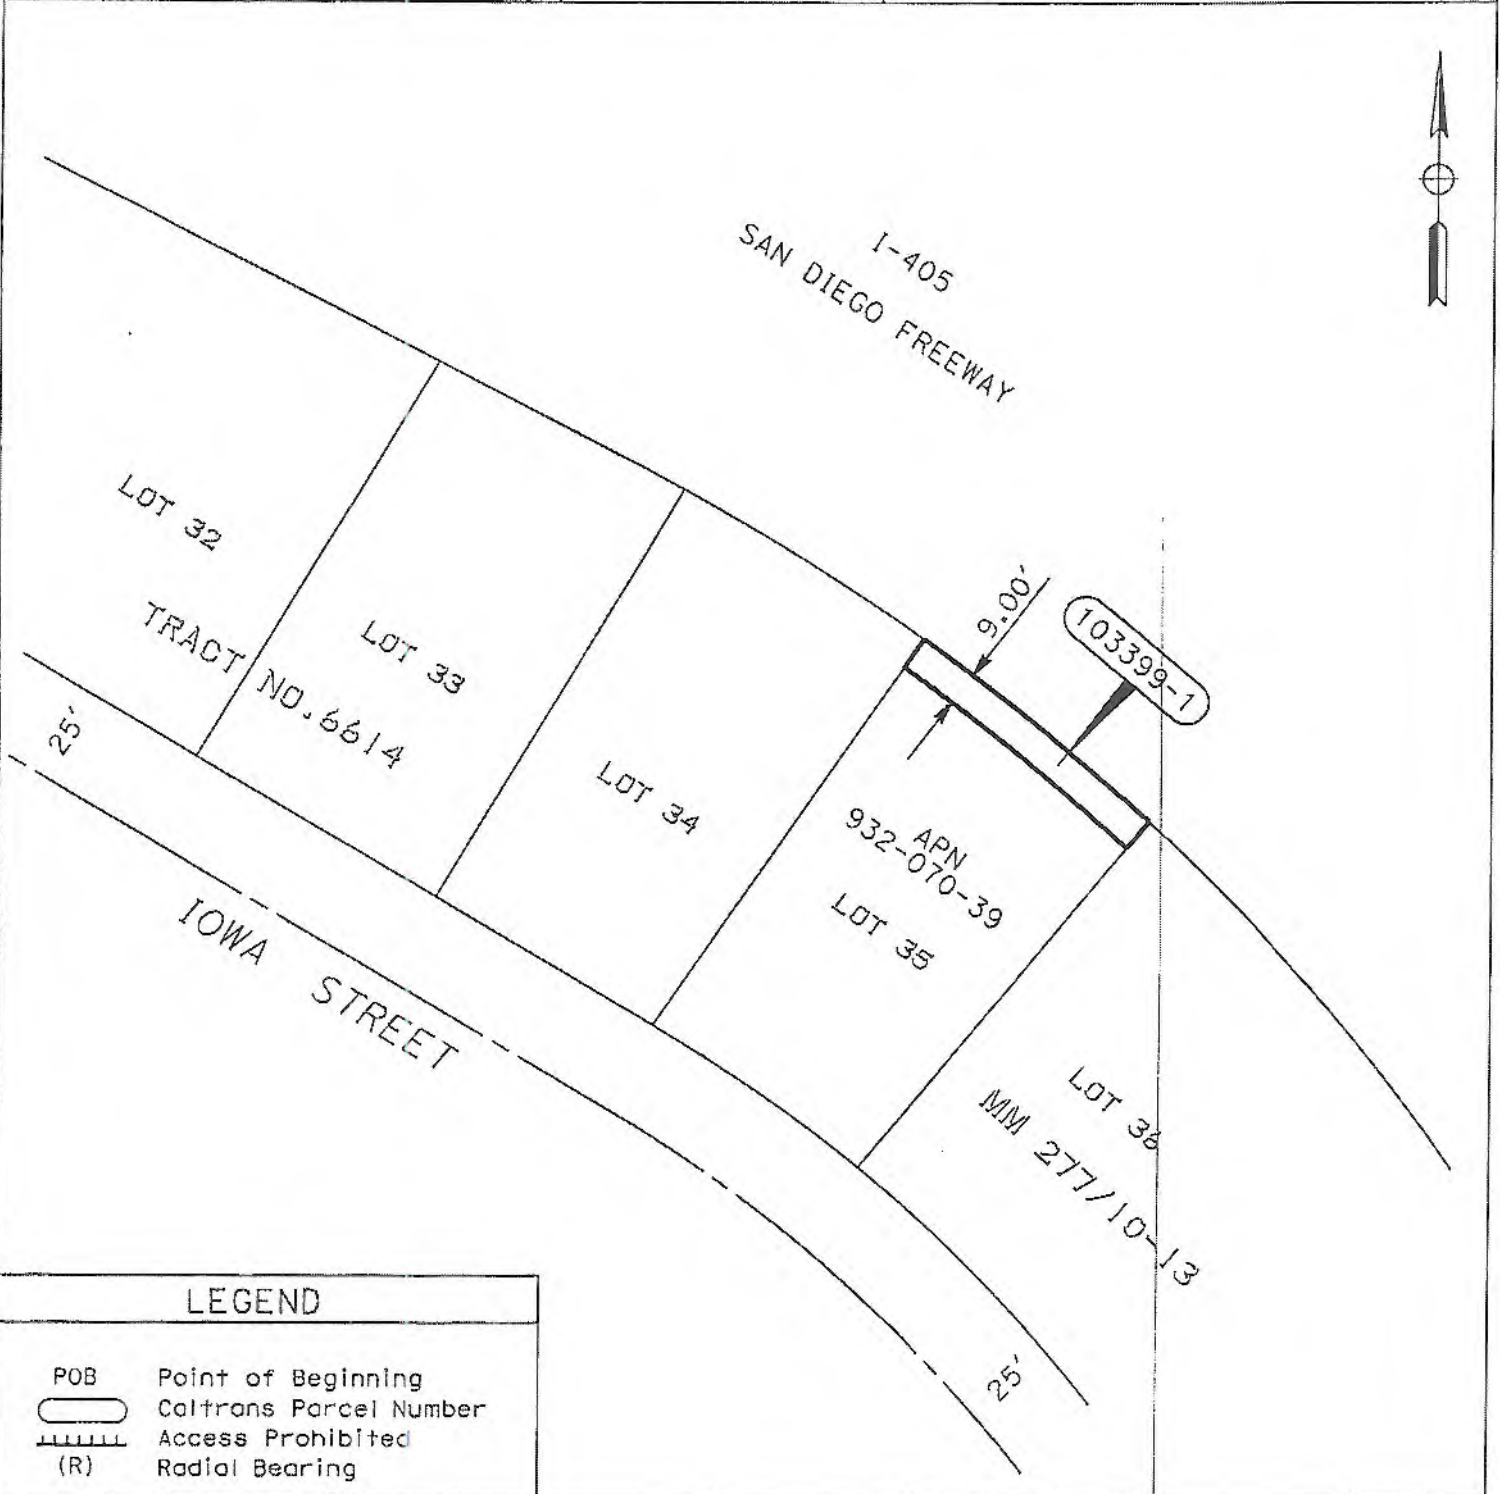 I-405
SAN DIEGO FREEWAY
LOT 32
TRACT NO.6614
LOT 33
LOT 34
9.00'
103399-1
APN
932-070-39
LOT 35
LOT 36
MM 277/10-13
25'
IOWA STREET
25'
LEGEND
POB Point of Beginning
Caltrans Parcel Number
Access Prohibited
(R) Radial Bearing